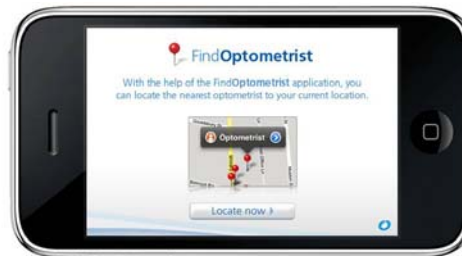 FindOptometrist
With the help of the FindOptometrist application, you
can locate the nearest optometrist to your current location.
Optometrist
Locate now